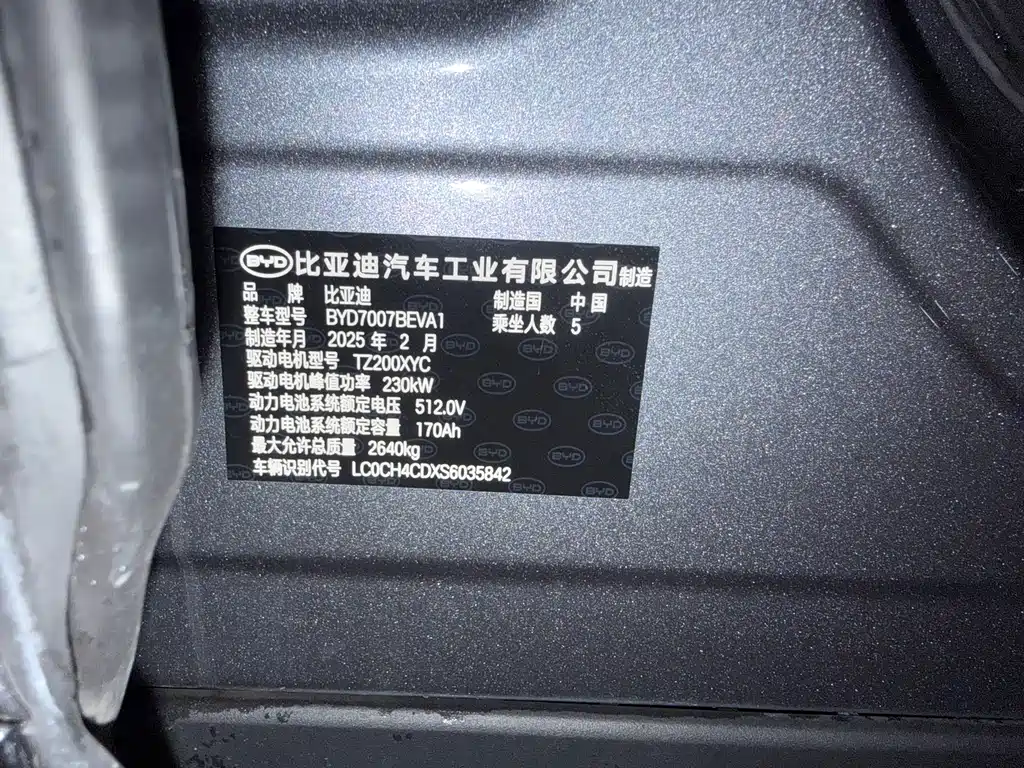 BYD 比亚迪汽车工业有限公司制造
品 牌 比亚迪 制造国 中国
整车型号 BYD7007BEVA1 乘坐人数 5
制造年月 2025 年 2 月
驱动电机型号 TZ200XYC
驱动电机峰值功率 230kW
动力电池系统额定电压 512.0V
动力电池系统额定容量 170Ah
最大允许总质量 2640kg
车辆识别代号 LC0CH4CDXS6035842